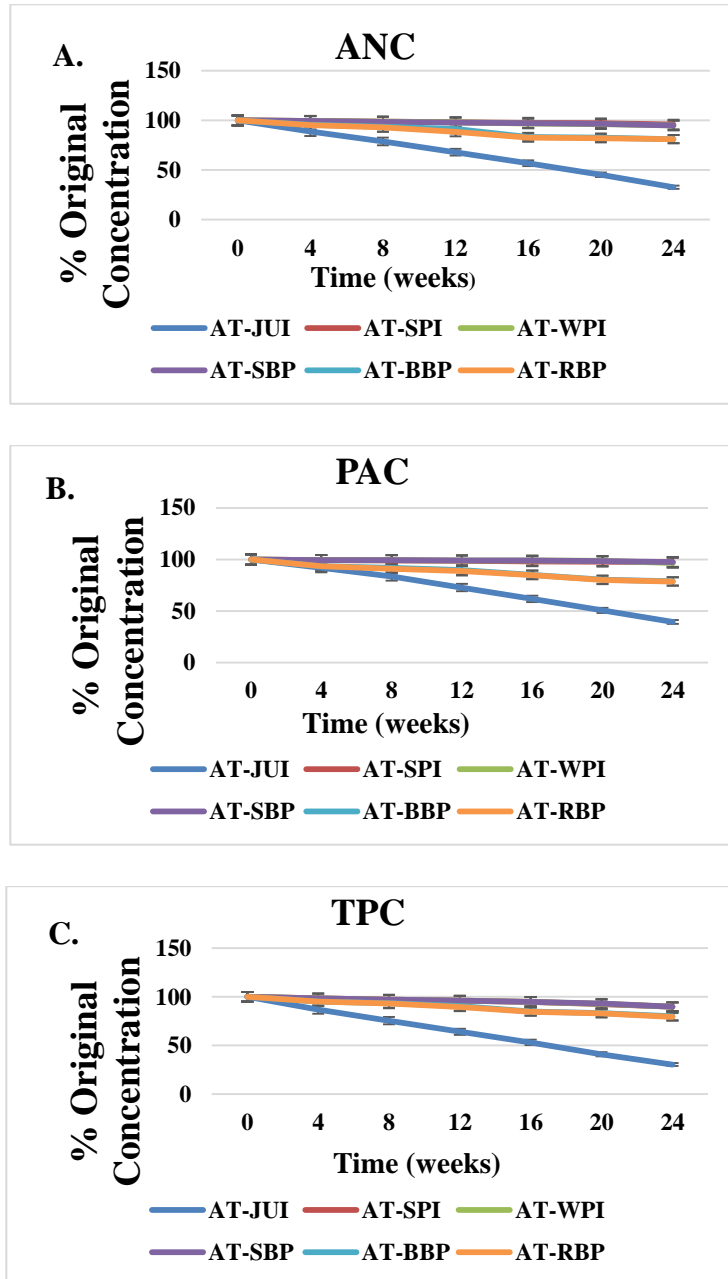 A.
ANC
% Original
Concentration
150
100
50
0
0 4 8 12 16 20 24
Time (weeks)
AT-JUI AT-SPI AT-WPI
AT-SBP AT-BBP AT-RBP
B.
PAC
% Original
Concentration
150
100
50
0
0 4 8 12 16 20 24
Time (weeks)
AT-JUI AT-SPI AT-WPI
AT-SBP AT-BBP AT-RBP
C.
TPC
% Original
Concentration
150
100
50
0
0 4 8 12 16 20 24
Time (weeks)
AT-JUI AT-SPI AT-WPI
AT-SBP AT-BBP AT-RBP